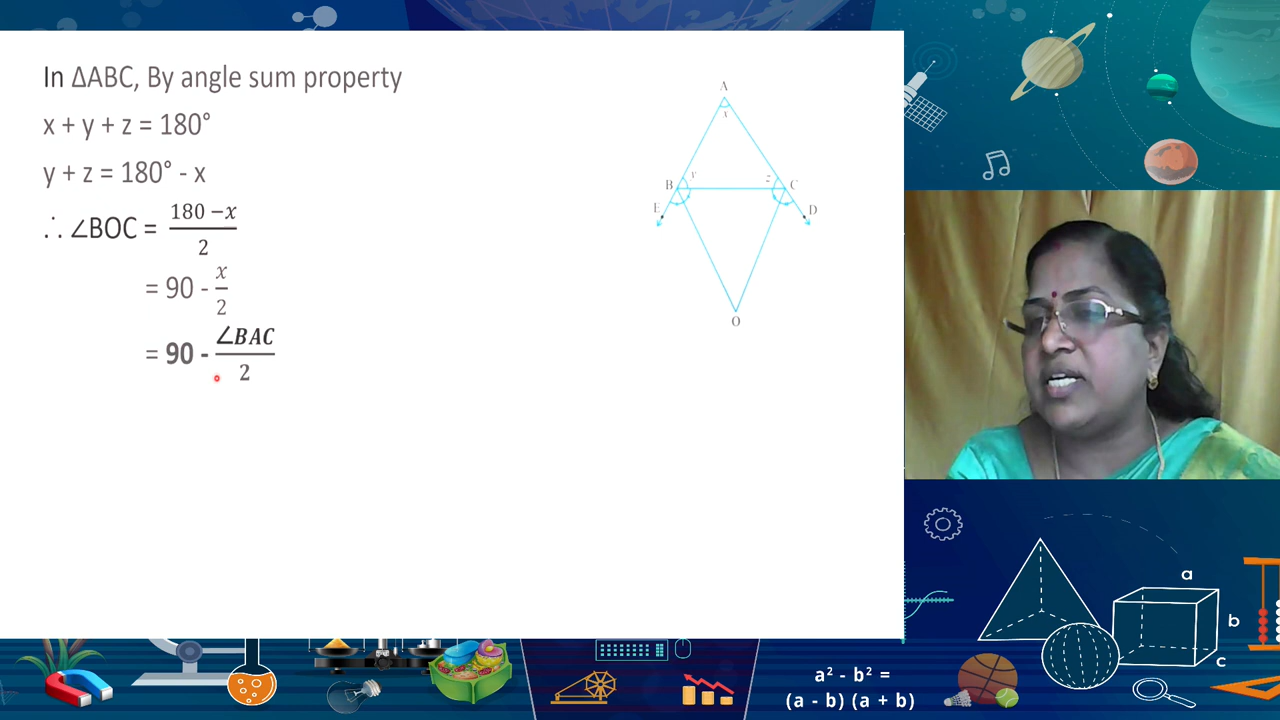 In ΔABC, By angle sum property
x + y + z = 180°
y + z = 180° - x
∴ ∠BOC = (180 − x)/2
= 90 - x/2
= 90 - ∠BAC/2
A
x
B
y
z
C
E
D
O
a
b
c
a² - b² =
(a - b) (a + b)